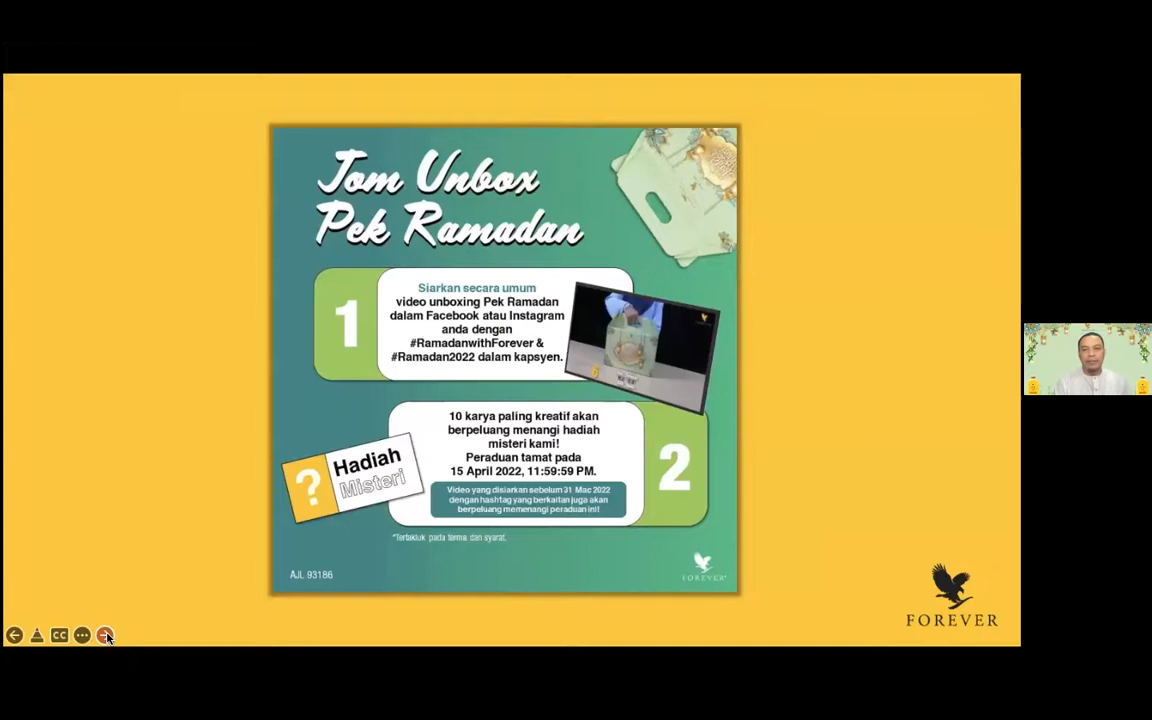 Jom Unbox
Pek Ramadan
1
Siarkan secara umum
video unboxing Pek Ramadan
dalam Facebook atau Instagram
anda dengan
#RamadanwithForever &
#Ramadan2022 dalam kapsyen.
10 karya paling kreatif akan
berpeluang menangi hadiah
misteri kami!
Peraduan tamat pada
15 April 2022, 11:59:59 PM.
2
Video yang disiarkan sebelum 31 Mac 2022
dengan hashtag yang berkaitan juga akan
berpeluang memenangi peraduan ini!
? Hadiah
Misteri
*Tertakluk pada terma dan syarat.
AJL 93186
FOREVER
FOREVER
CC